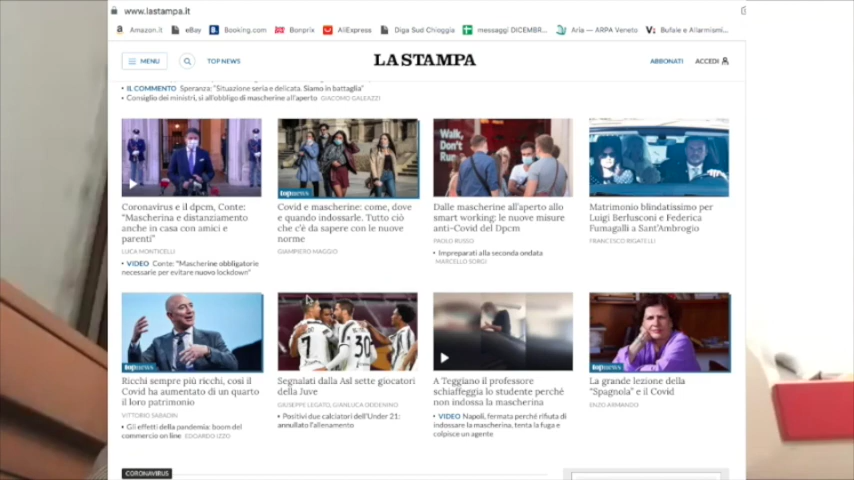 www.lastampa.it
Amazon.it eBay Booking.com Bonprix AliExpress Diga Sud Chioggia messaggi DICEMBR... Aria — ARPA Veneto Bufale e Allarmismi...
MENU TOP NEWS LA STAMPA ABBONATI ACCEDI
• IL COMMENTO Speranza: "Situazione seria e delicata. Siamo in battaglia"
• Consiglio dei ministri, sì all'obbligo di mascherine all'aperto GIACOMO GALEAZZI
Walk,
Don't
Run
topnews
Coronavirus e il dpcm, Conte:
"Mascherina e distanziamento
anche in casa con amici e
parenti"
LUCA MONTICELLI
• VIDEO Conte: "Mascherine obbligatorie
necessarie per evitare nuovo lockdown"
Covid e mascherine: come, dove
e quando indossarle. Tutto ciò
che c'è da sapere con le nuove
norme
GIAMPIERO MAGGIO
Dalle mascherine all'aperto allo
smart working: le nuove misure
anti-Covid del Dpcm
PAOLO RUSSO
• Impreparati alla seconda ondata
MARCELLO SORGI
Matrimonio blindatissimo per
Luigi Berlusconi e Federica
Fumagalli a Sant'Ambrogio
FRANCESCO RIGATELLI
topnews
7
30
topnews
Ricchi sempre più ricchi, così il
Covid ha aumentato di un quarto
il loro patrimonio
VITTORIO SABADIN
• Gli effetti della pandemia: boom del
commercio on line EDOARDO IZZO
Segnalati dalla Asl sette giocatori
della Juve
GIUSEPPE LEGATO, GIANLUCA ODDENINO
• Positivi due calciatori dell'Under 21:
annullato l'allenamento
A Teggiano il professore
schiaffeggia lo studente perché
non indossa la mascherina
• VIDEO Napoli, fermata perché rifiuta di
indossare la mascherina, tenta la fuga e
colpisce un agente
La grande lezione della
"Spagnola" e il Covid
ENZO ARMANDO
CORONAVIRUS